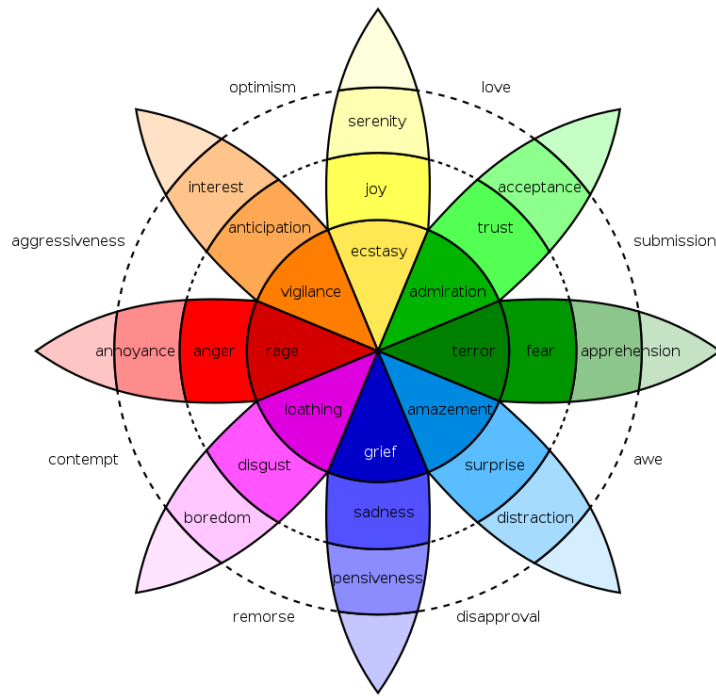 optimism
love
serenity
interest
joy
acceptance
anticipation
trust
aggressiveness
submission
ecstasy
vigilance
admiration
annoyance
anger
rage
terror
fear
apprehension
loathing
amazement
contempt
disgust
grief
surprise
awe
boredom
sadness
distraction
pensiveness
remorse
disapproval